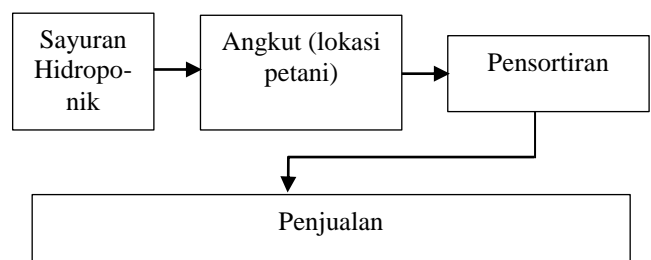 Sayuran
Hidropo-
nik
Angkut (lokasi
petani)
Pensortiran
Penjualan